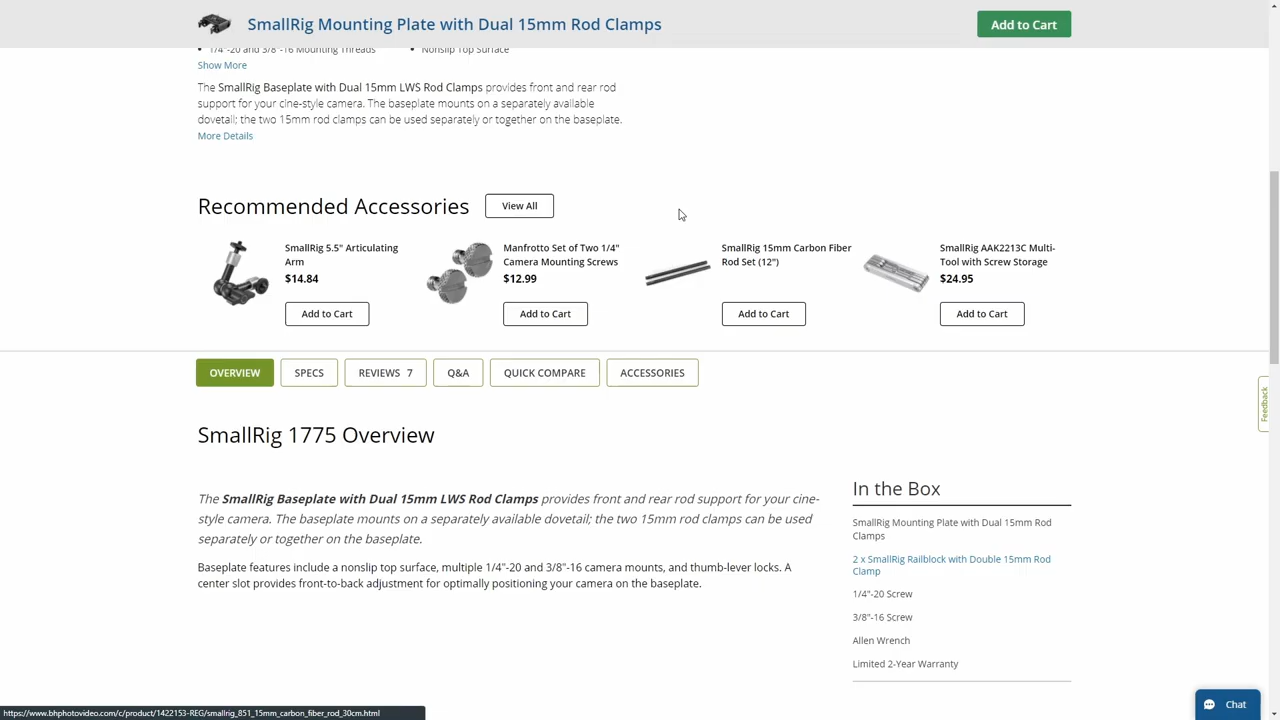 SmallRig Mounting Plate with Dual 15mm Rod Clamps
Add to Cart
1/4"-20 and 3/8"-16 Mounting Threads
Nonslip Top Surface
Show More
The SmallRig Baseplate with Dual 15mm LWS Rod Clamps provides front and rear rod
support for your cine-style camera. The baseplate mounts on a separately available
dovetail; the two 15mm rod clamps can be used separately or together on the baseplate.
More Details
Recommended Accessories
View All
SmallRig 5.5" Articulating
Arm
$14.84
Add to Cart
Manfrotto Set of Two 1/4"
Camera Mounting Screws
$12.99
Add to Cart
SmallRig 15mm Carbon Fiber
Rod Set (12")
Add to Cart
SmallRig AAK2213C Multi-
Tool with Screw Storage
$24.95
Add to Cart
OVERVIEW
SPECS
REVIEWS 7
Q&A
QUICK COMPARE
ACCESSORIES
Feedback
SmallRig 1775 Overview
The SmallRig Baseplate with Dual 15mm LWS Rod Clamps provides front and rear rod support for your cine-
style camera. The baseplate mounts on a separately available dovetail; the two 15mm rod clamps can be used
separately or together on the baseplate.
Baseplate features include a nonslip top surface, multiple 1/4"-20 and 3/8"-16 camera mounts, and thumb-lever locks. A
center slot provides front-to-back adjustment for optimally positioning your camera on the baseplate.
In the Box
SmallRig Mounting Plate with Dual 15mm Rod
Clamps
2 x SmallRig Railblock with Double 15mm Rod
Clamp
1/4"-20 Screw
3/8"-16 Screw
Allen Wrench
Limited 2-Year Warranty
Chat
https://www.bhphotovideo.com/c/product/1422153-REG/smallrig_851_15mm_carbon_fiber_rod_30cm.html